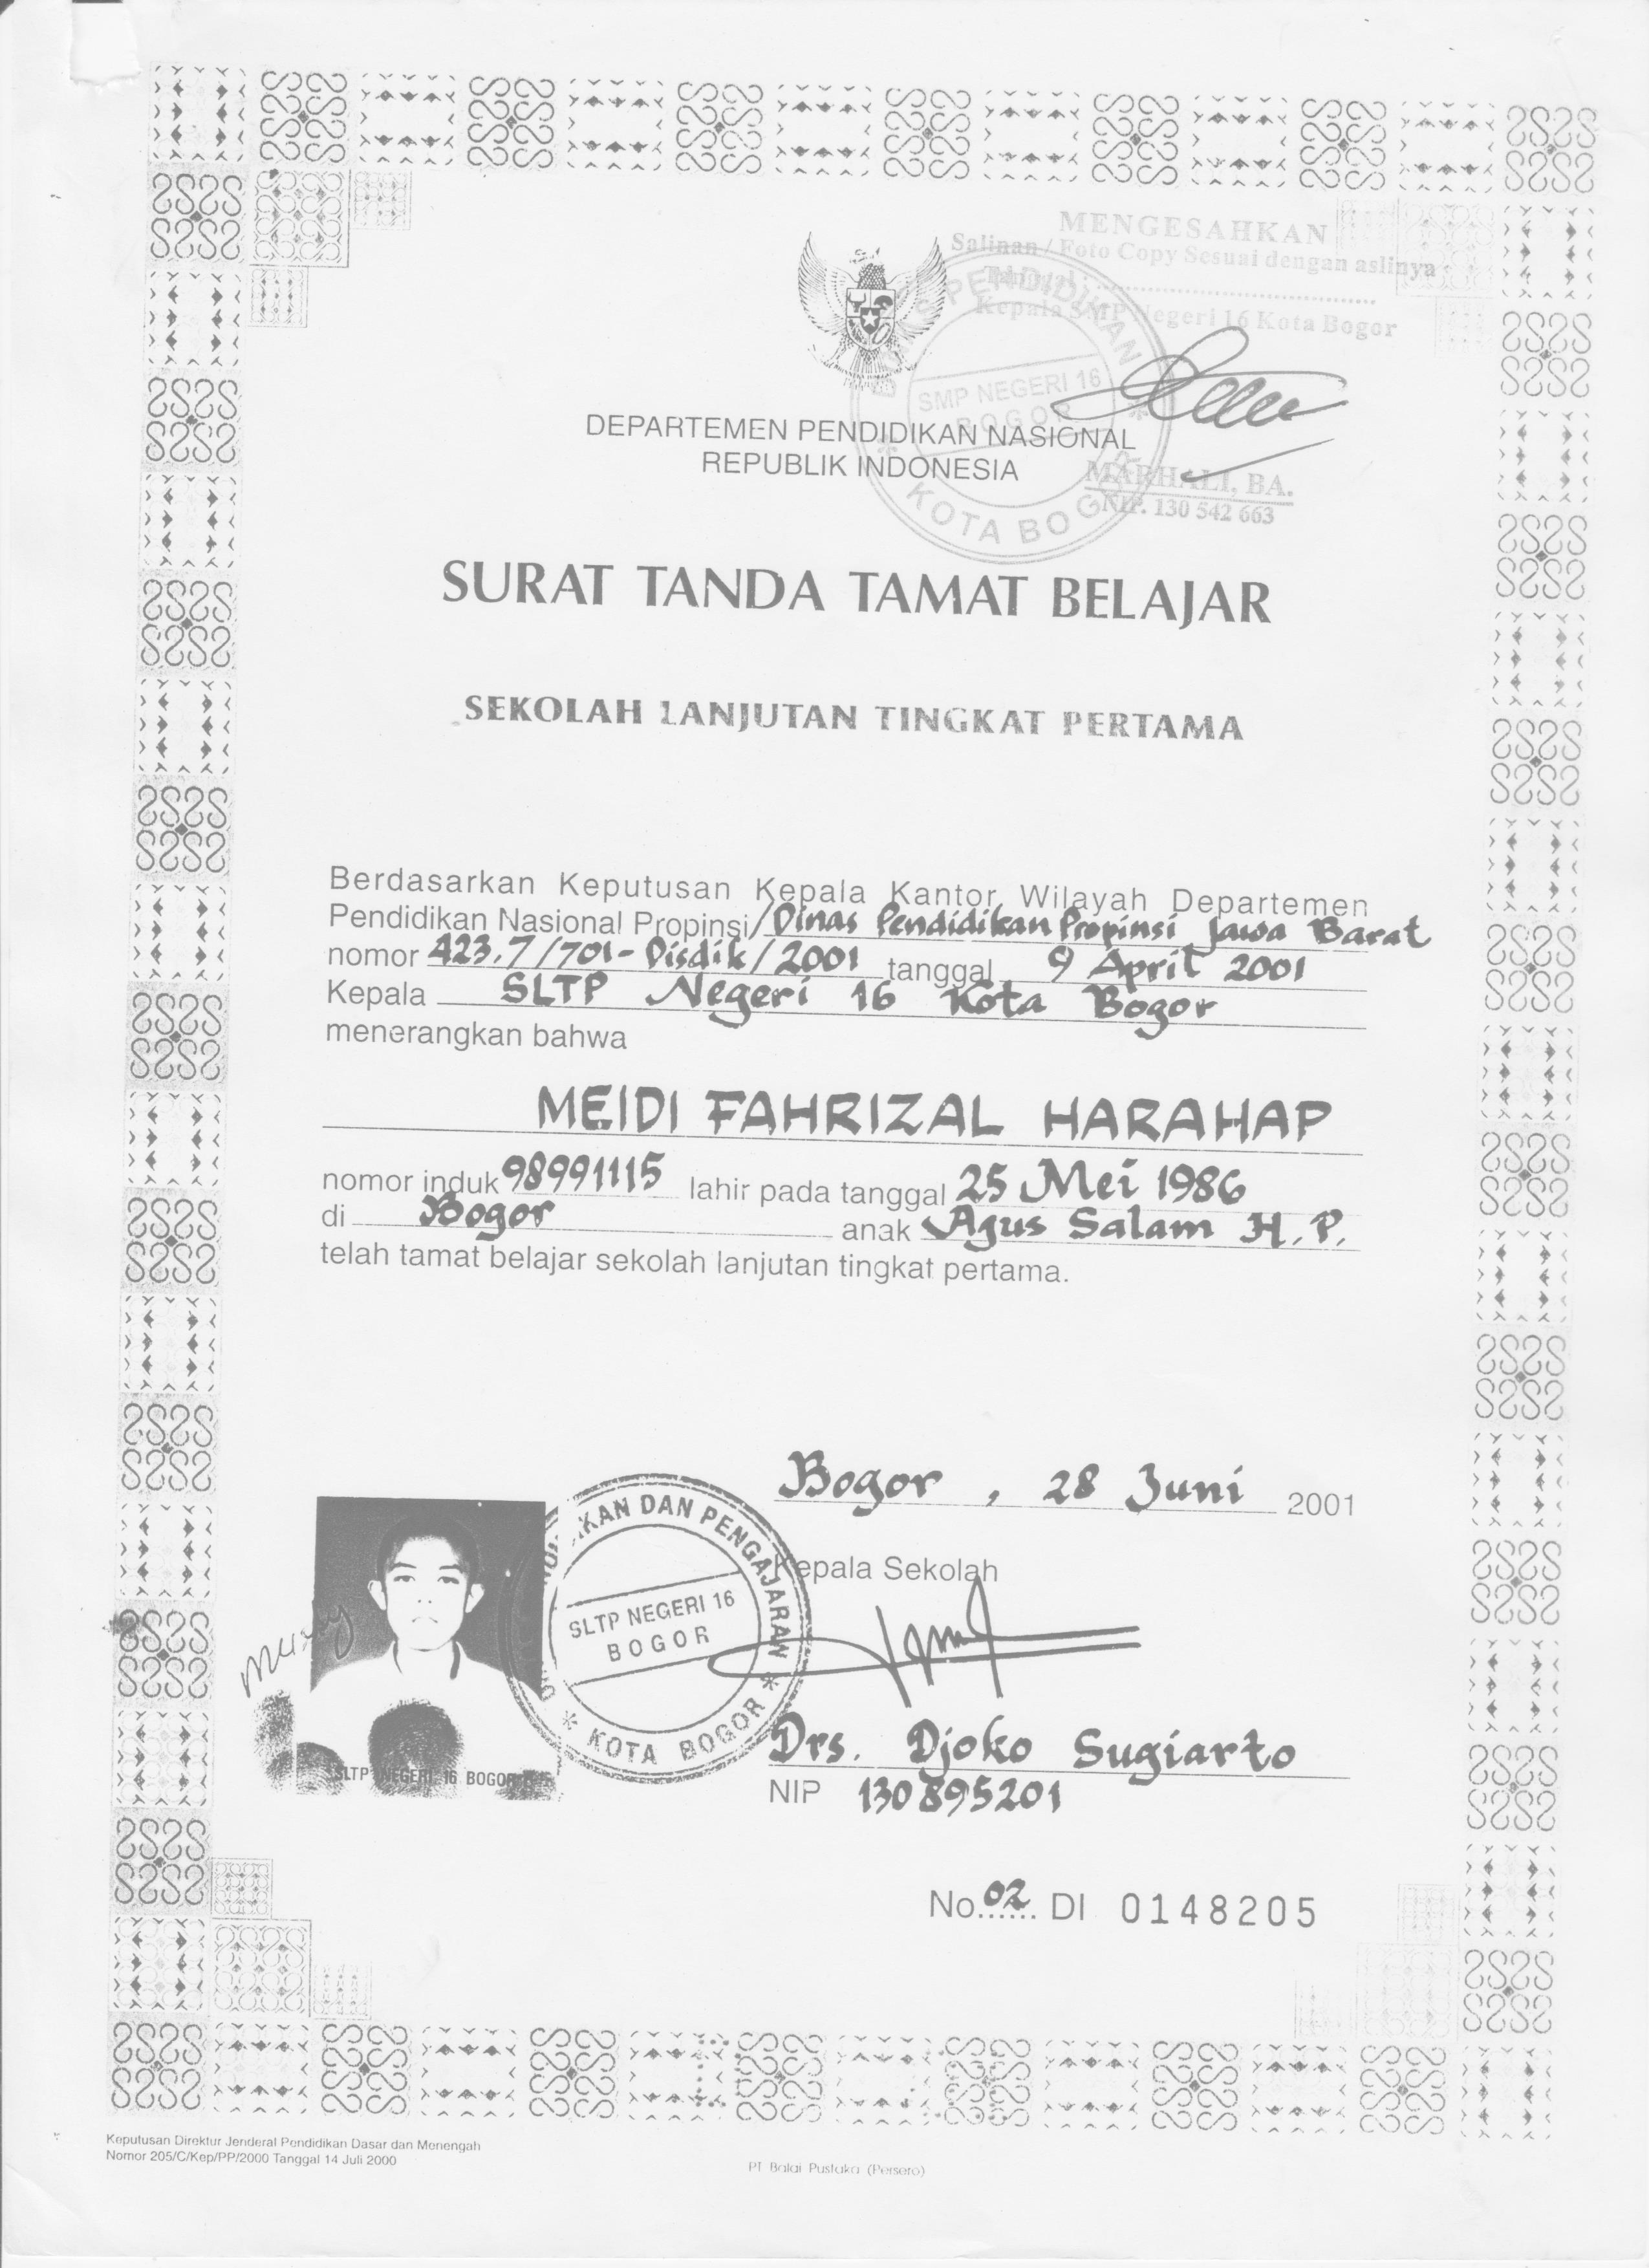 MENGESAHKAN
Salinan / Foto Copy Sesuai dengan aslinya
Tanggal :
Kepala SMP Negeri 16 Kota Bogor
PENDIDIKAN
SMP NEGERI 16
BOGOR
KOTA BOGOR
MARHALI, BA.
NIP. 130 542 663
DEPARTEMEN PENDIDIKAN NASIONAL
REPUBLIK INDONESIA
SURAT TANDA TAMAT BELAJAR
SEKOLAH LANJUTAN TINGKAT PERTAMA
Berdasarkan Keputusan Kepala Kantor Wilayah Departemen
Pendidikan Nasional Propinsi/Dinas Pendidikan Propinsi Jawa Barat
nomor 423.7/701-Disdik/2001 tanggal 9 April 2001
Kepala SLTP Negeri 16 Kota Bogor
menerangkan bahwa
MEIDI FAHRIZAL HARAHAP
nomor induk 98991115 lahir pada tanggal 25 Mei 1986
di Bogor anak Agus Salam H.P.
telah tamat belajar sekolah lanjutan tingkat pertama.
Bogor, 28 Juni 2001
Kepala Sekolah
DAN PENGAJARAN
SLTP NEGERI 16
BOGOR
KOTA BOGOR
Drs. Djoko Sugiarto
NIP 130895201
SLTP NEGERI 16 BOGOR
No. 02 DI 0148205
Keputusan Direktur Jenderal Pendidikan Dasar dan Menengah
Nomor 205/C/Kep/PP/2000 Tanggal 14 Juli 2000
PT Balai Pustaka (Persero)